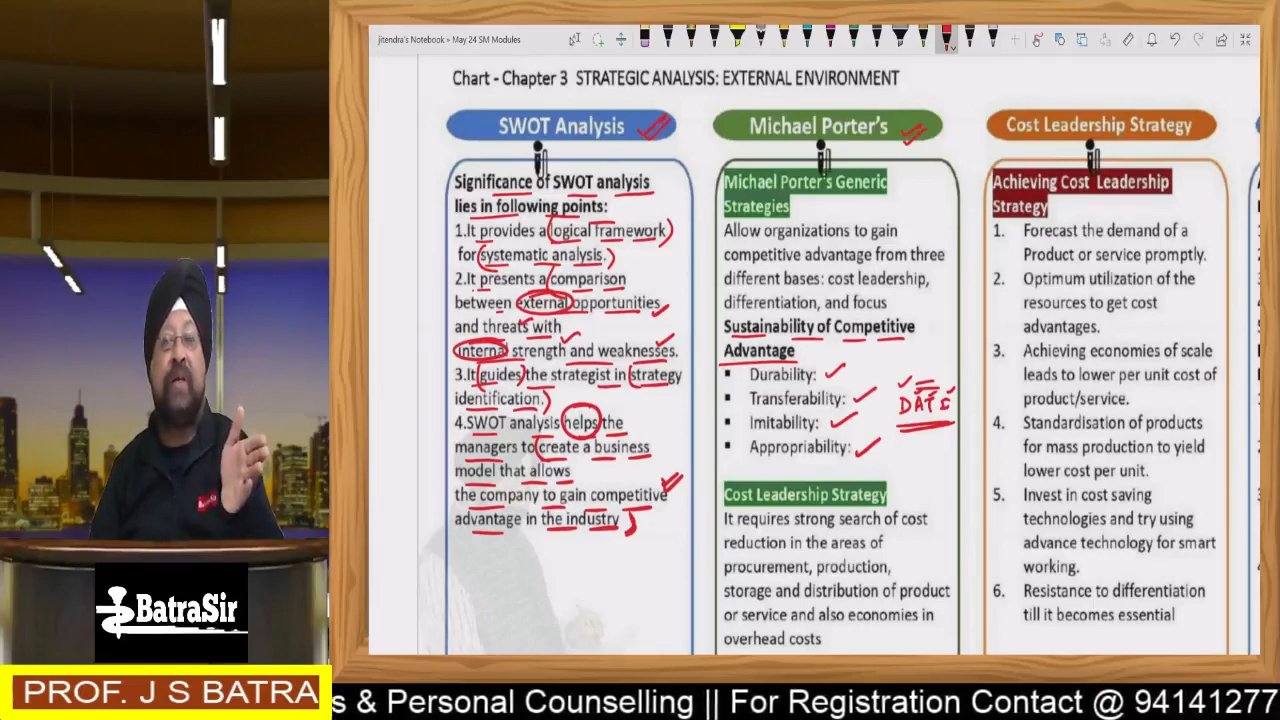 jitendra's Notebook » May 24 SM Modules
Chart - Chapter 3 STRATEGIC ANALYSIS: EXTERNAL ENVIRONMENT
SWOT Analysis
Significance of SWOT analysis
lies in following points:
1.It provides a logical framework
for systematic analysis.
2.It presents a comparison
between external opportunities
and threats with
internal strength and weaknesses.
3.It guides the strategist in strategy
identification.
4.SWOT analysis helps the
managers to create a business
model that allows
the company to gain competitive
advantage in the industry
Michael Porter's
Michael Porter's Generic
Strategies
Allow organizations to gain
competitive advantage from three
different bases: cost leadership,
differentiation, and focus
Sustainability of Competitive
Advantage
▪ Durability:
▪ Transferability:
▪ Imitability:
▪ Appropriability:
Cost Leadership Strategy
It requires strong search of cost
reduction in the areas of
procurement, production,
storage and distribution of product
or service and also economies in
overhead costs
Cost Leadership Strategy
Achieving Cost Leadership
Strategy
1. Forecast the demand of a
Product or service promptly.
2. Optimum utilization of the
resources to get cost
advantages.
3. Achieving economies of scale
leads to lower per unit cost of
product/service.
4. Standardisation of products
for mass production to yield
lower cost per unit.
5. Invest in cost saving
technologies and try using
advance technology for smart
working.
6. Resistance to differentiation
till it becomes essential
BatraSir
PROF. J S BATRA
s & Personal Counselling || For Registration Contact @ 94141277